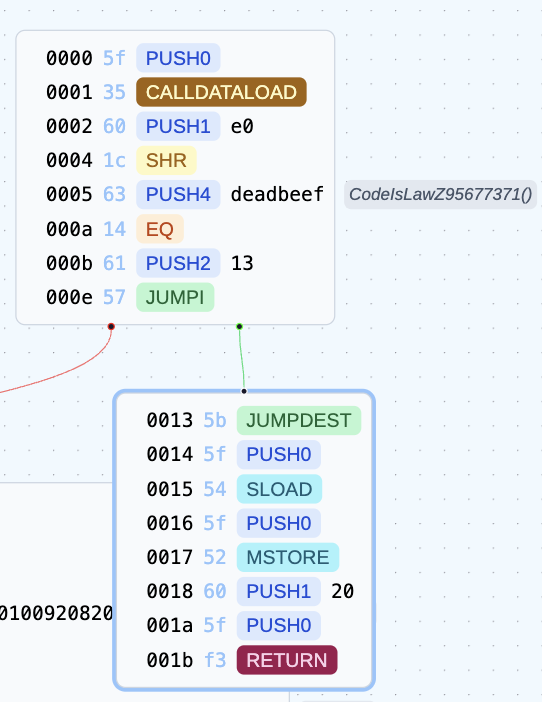 0000 5f PUSH0
0001 35 CALLDATALOAD
0002 60 PUSH1 e0
0004 1c SHR
0005 63 PUSH4 deadbeef CodeIsLawZ95677371()
000a 14 EQ
000b 61 PUSH2 13
000e 57 JUMPI
0013 5b JUMPDEST
0014 5f PUSH0
0015 54 SLOAD
0016 5f PUSH0
0017 52 MSTORE
0018 60 PUSH1 20
0100920820
001a 5f PUSH0
001b f3 RETURN